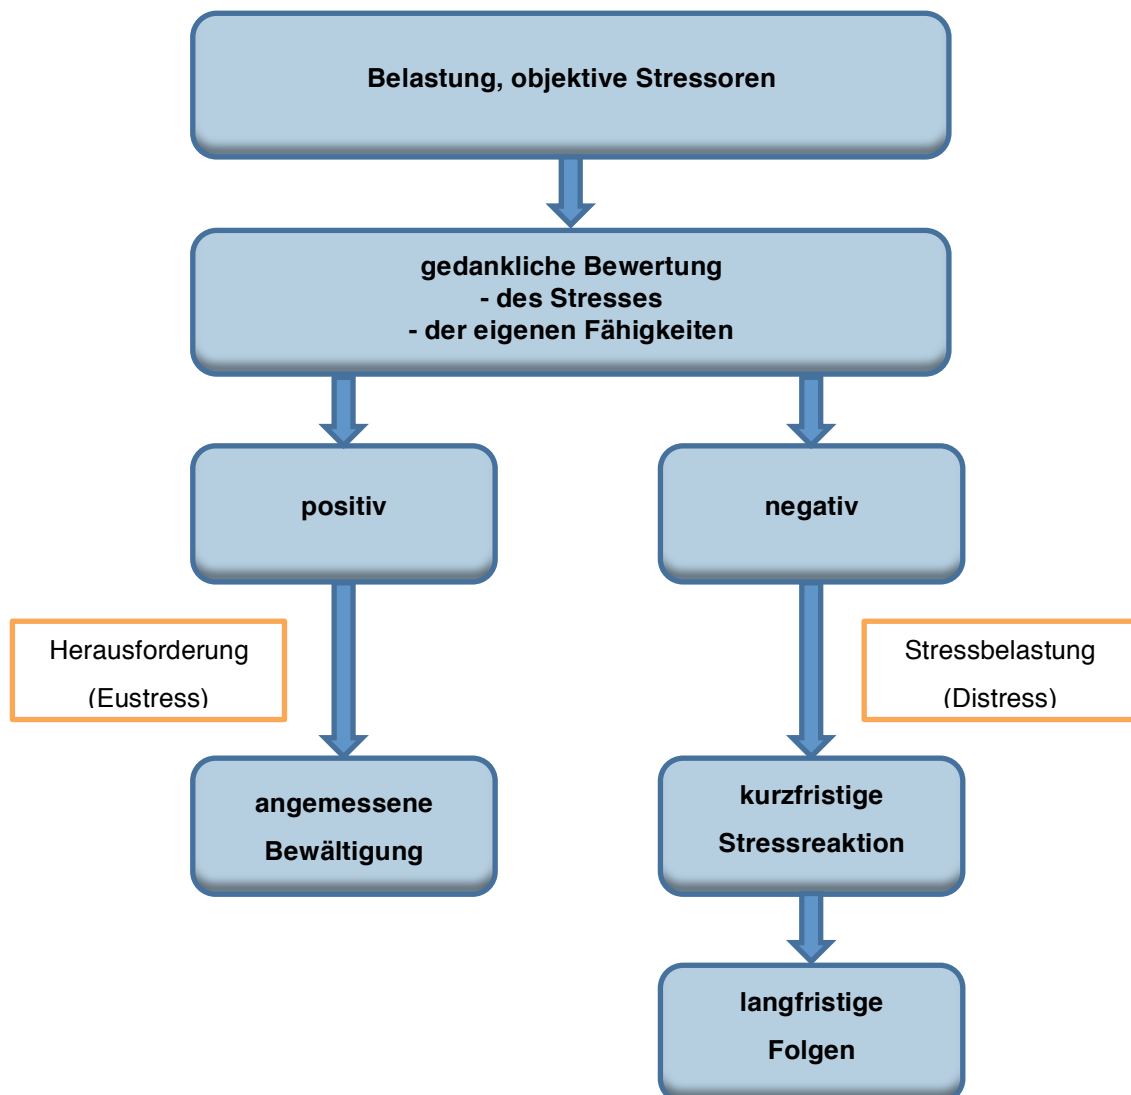 Belastung, objektive Stressoren
gedankliche Bewertung
- des Stresses
- der eigenen Fähigkeiten
positiv
negativ
Herausforderung
(Eustress)
Stressbelastung
(Distress)
angemessene
Bewältigung
kurzfristige
Stressreaktion
langfristige
Folgen